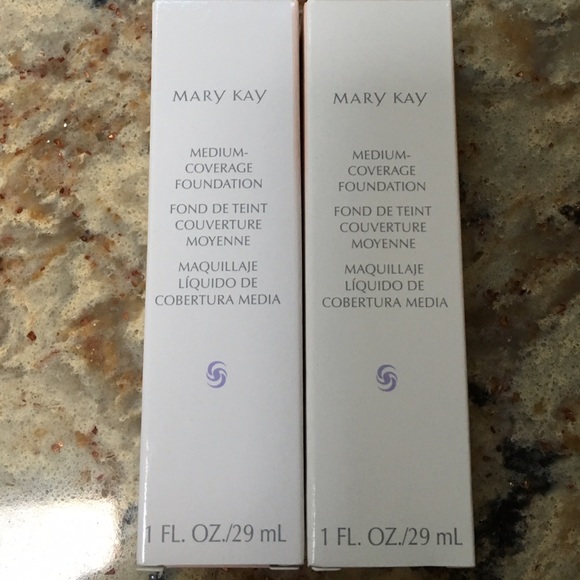 MARY KAY
MEDIUM-
COVERAGE
FOUNDATION
FOND DE TEINT
COUVERTURE
MOYENNE
MAQUILLAJE
LÍQUIDO DE
COBERTURA MEDIA
1 FL. OZ./29 mL
MARY KAY
MEDIUM-
COVERAGE
FOUNDATION
FOND DE TEINT
COUVERTURE
MOYENNE
MAQUILLAJE
LÍQUIDO DE
COBERTURA MEDIA
1 FL. OZ./29 mL